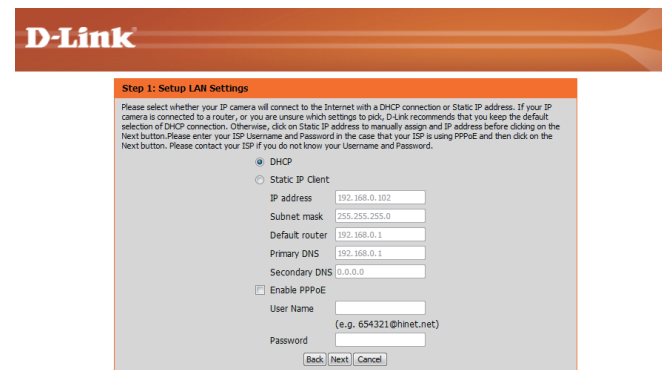 D-Link
Step 1: Setup LAN Settings
Please select whether your IP camera will connect to the Internet with a DHCP connection or Static IP address. If your IP
camera is connected to a router, or you are unsure which settings to pick, D-Link recommends that you keep the default
selection of DHCP connection. Otherwise, click on Static IP address to manually assign and IP address before clicking on the
Next button.Please enter your ISP Username and Password in the case that your ISP is using PPPoE and then click on the
Next button. Please contact your ISP if you do not know your Username and Password.
DHCP
Static IP Client
IP address 192.168.0.102
Subnet mask 255.255.255.0
Default router 192.168.0.1
Primary DNS 192.168.0.1
Secondary DNS 0.0.0.0
Enable PPPoE
User Name
(e.g. 654321@hinet.net)
Password
Back Next Cancel